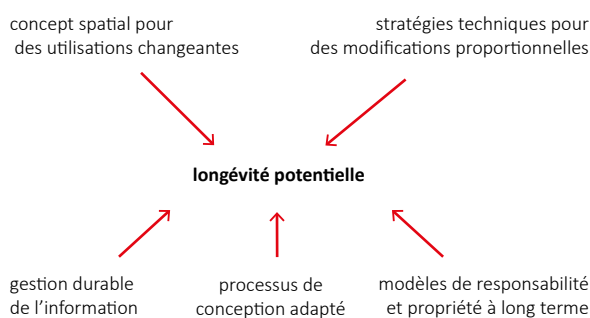 concept spatial pour
des utilisations changeantes
stratégies techniques pour
des modifications proportionnelles
longévité potentielle
gestion durable
de l’information
processus de
conception adapté
modèles de responsabilité
et propriété à long terme